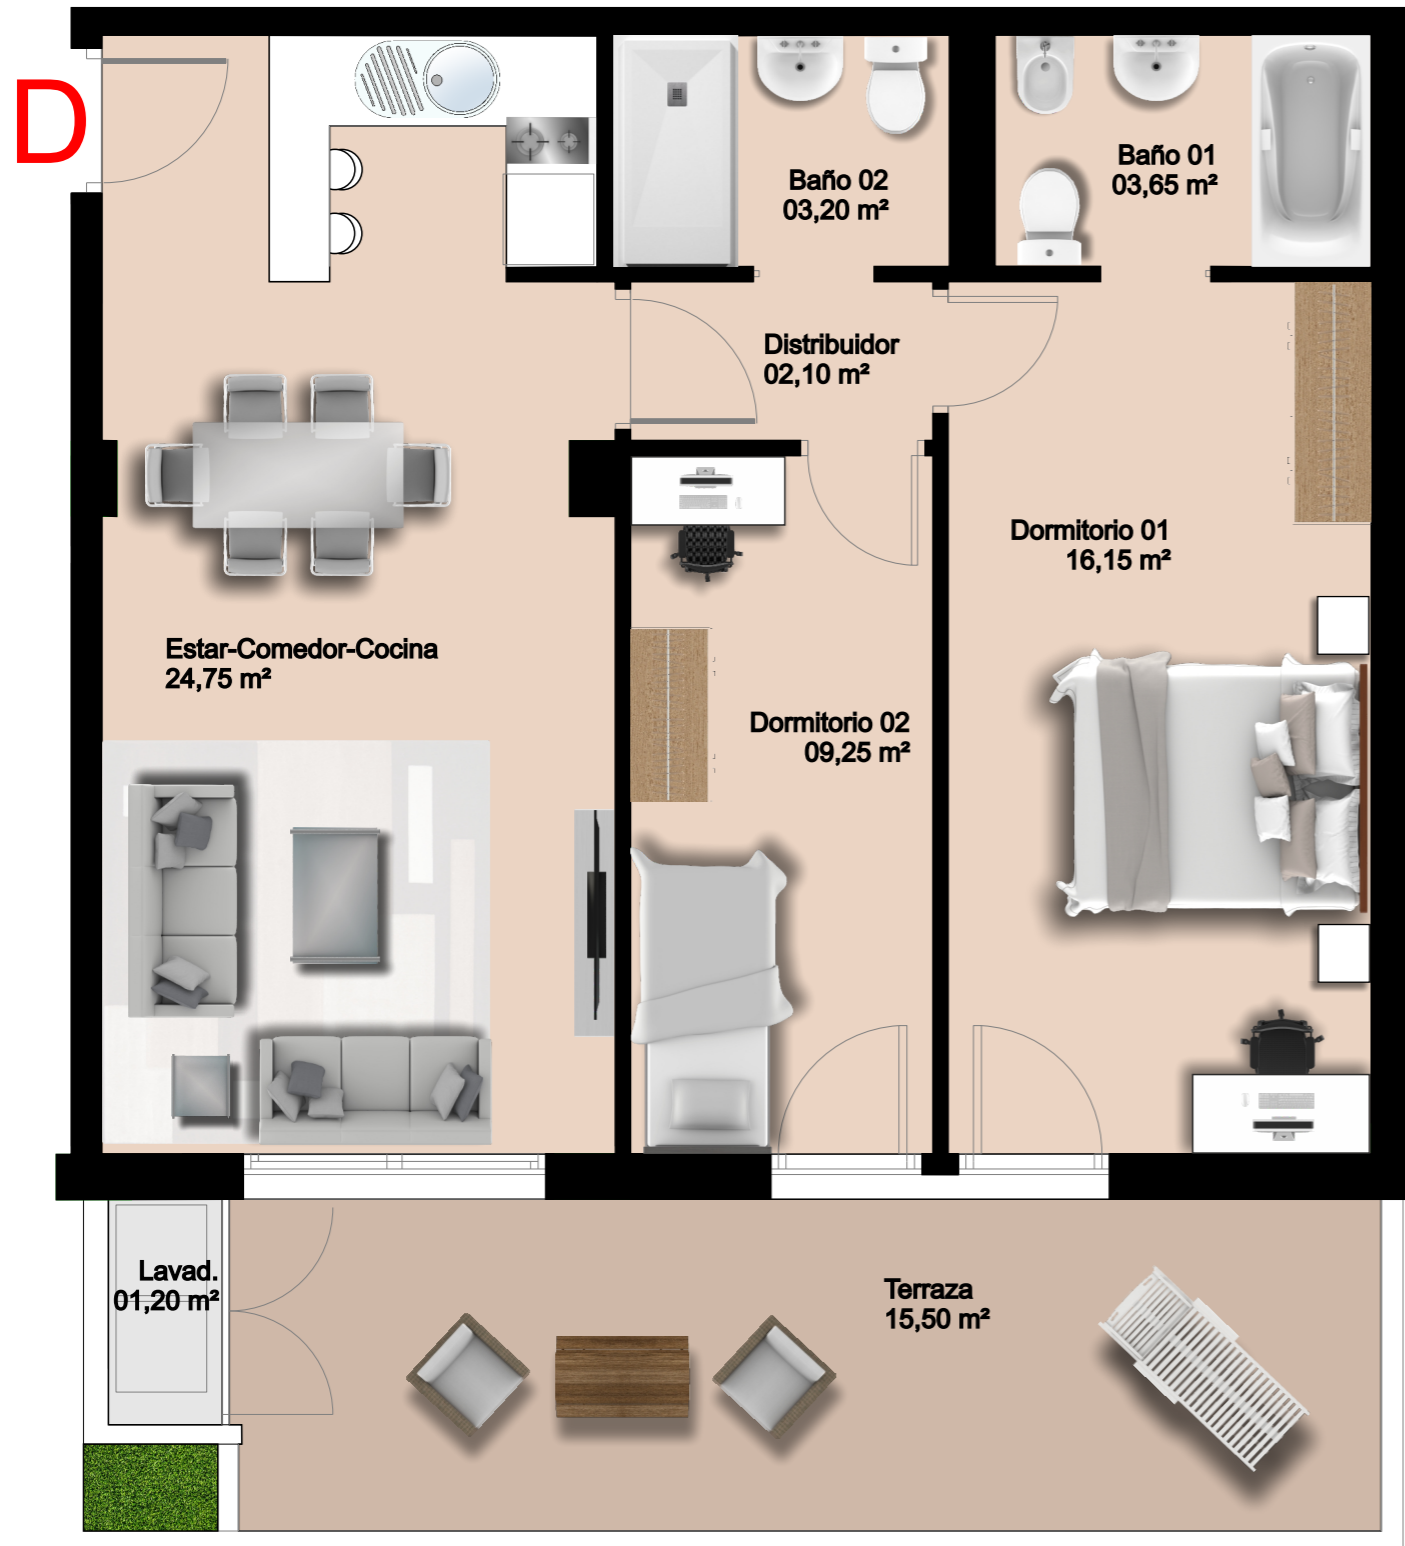 D
Baño 02
03,20 m²
Baño 01
03,65 m²
Distribuidor
02,10 m²
Dormitorio 01
16,15 m²
Estar-Comedor-Cocina
24,75 m²
Dormitorio 02
09,25 m²
Lavad.
01,20 m²
Terraza
15,50 m²